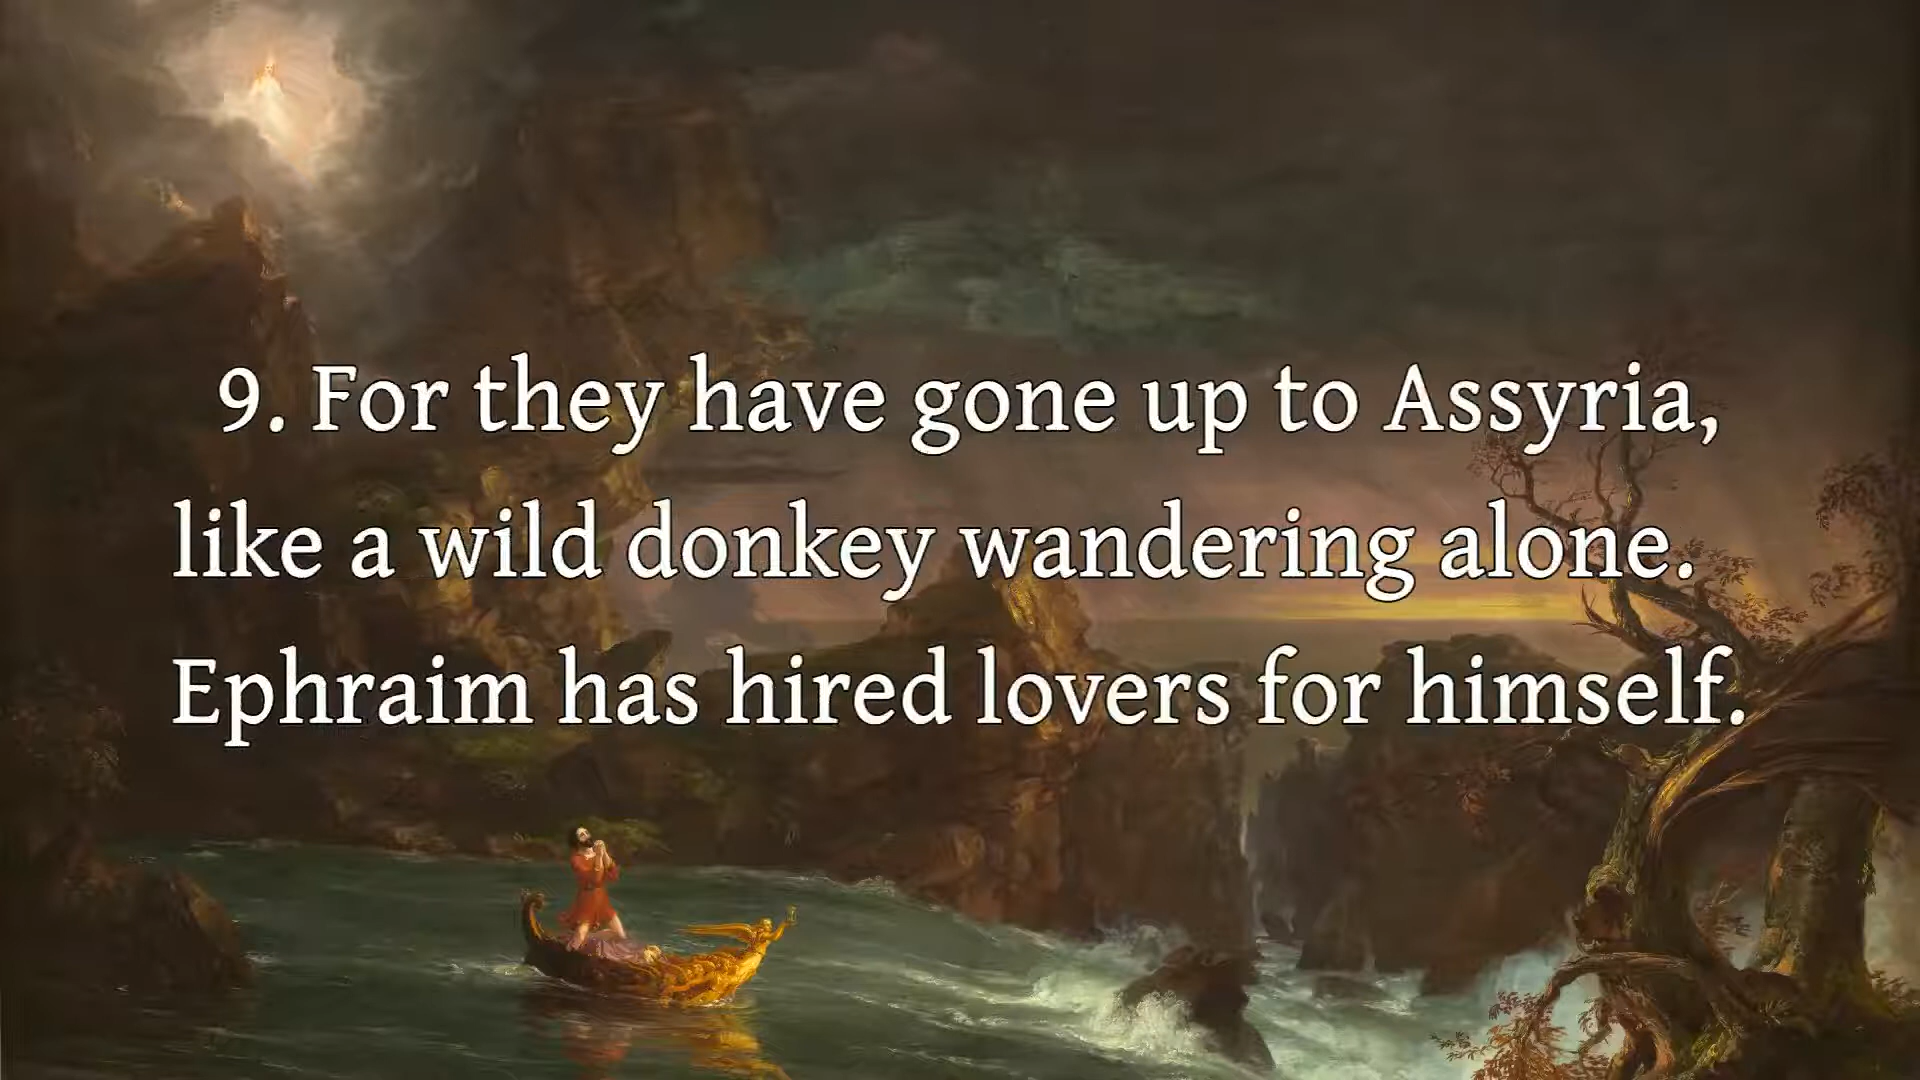 9. For they have gone up to Assyria,
like a wild donkey wandering alone.
Ephraim has hired lovers for himself.